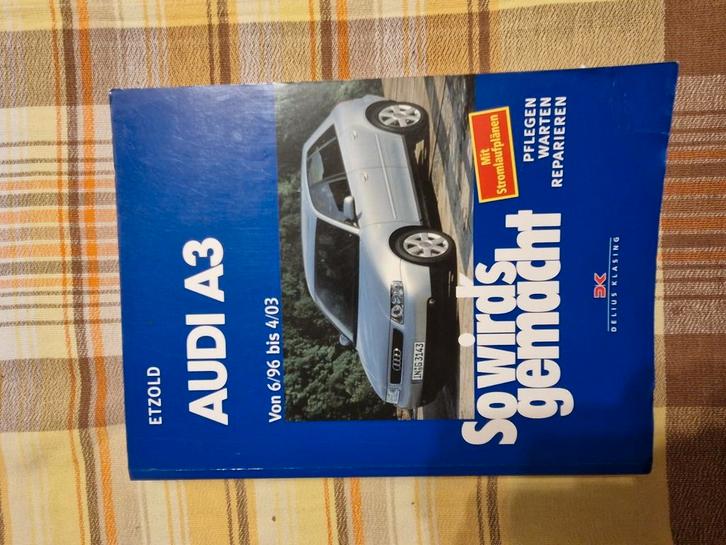 ETZOLD
AUDI A3
Von 6/96 bis 4/03
Mit
Stromlaufplänen
PFLEGEN
WARTEN
REPARIEREN
So wird's
gemacht
DK
DELIUS KLASING